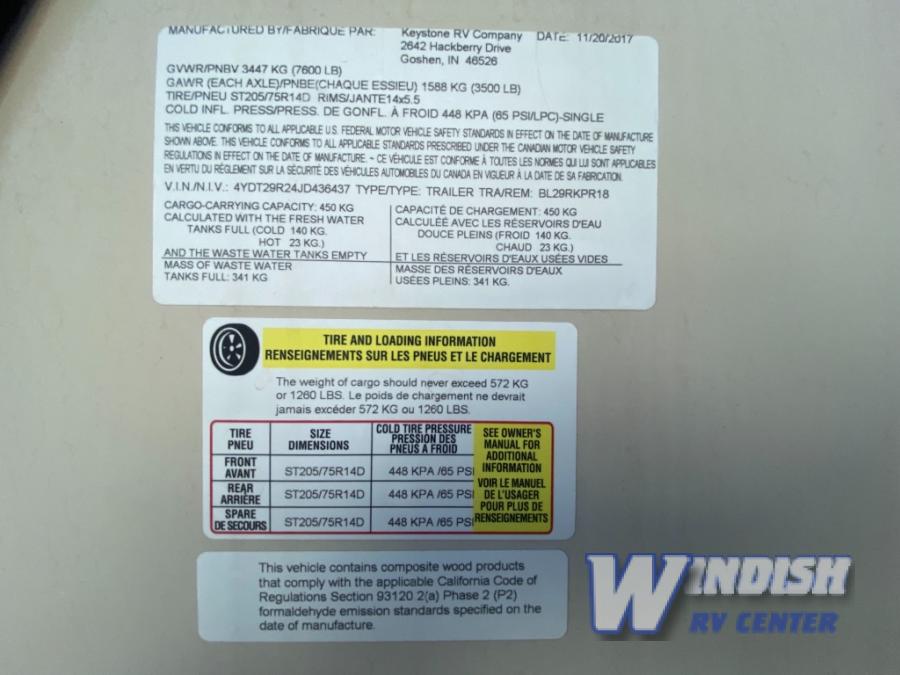 MANUFACTURED BY/FABRIQUE PAR: Keystone RV Company DATE: 11/20/2017
2642 Hackberry Drive
Goshen, IN 46526
GVWR/PNBV 3447 KG (7600 LB)
GAWR (EACH AXLE)/PNBE(CHAQUE ESSIEU) 1588 KG (3500 LB)
TIRE/PNEU ST205/75R14D RIMS/JANTE14x5.5
COLD INFL. PRESS/PRESS. DE GONFL. À FROID 448 KPA (65 PSI/LPC)-SINGLE
THIS VEHICLE CONFORMS TO ALL APPLICABLE U.S. FEDERAL MOTOR VEHICLE SAFETY STANDARDS IN EFFECT ON THE DATE OF MANUFACTURE
SHOWN ABOVE. THIS VEHICLE CONFORMS TO ALL APPLICABLE STANDARDS PRESCRIBED UNDER THE CANADIAN MOTOR VEHICLE SAFETY
REGULATIONS IN EFFECT ON THE DATE OF MANUFACTURE. ~ CE VÉHICULE EST CONFORME À TOUTES LES NORMES QUI LUI SONT APPLICABLES
EN VERTU DU RÉGLEMENT SUR LA SÉCURITÉ DES VÉHICULES AUTOMOBILES DU CANADA EN VIGUEUR À LA DATE DE SA FABRICATION.
V.I.N./N.I.V.: 4YDT29R24JD436437 TYPE/TYPE: TRAILER TRA/REM: BL29RKPR18
CARGO-CARRYING CAPACITY: 450 KG
CALCULATED WITH THE FRESH WATER
TANKS FULL (COLD 140 KG.
HOT 23 KG.)
AND THE WASTE WATER TANKS EMPTY
MASS OF WASTE WATER
TANKS FULL: 341 KG
CAPACITÉ DE CHARGEMENT: 450 KG
CALCULÉE AVEC LES RÉSERVOIRS D'EAU
DOUCE PLEINS (FROID 140 KG.
CHAUD 23 KG.)
ET LES RÉSERVOIRS D'EAUX USÉES VIDES
MASSE DES RÉSERVOIRS D'EAUX
USÉES PLEINS: 341 KG.
TIRE AND LOADING INFORMATION
RENSEIGNEMENTS SUR LES PNEUS ET LE CHARGEMENT
The weight of cargo should never exceed 572 KG
or 1260 LBS. Le poids de chargement ne devrait
jamais excéder 572 KG ou 1260 LBS.
TIRE
PNEU
SIZE
DIMENSIONS
COLD TIRE PRESSURE
PRESSION DES
PNEUS A FROID
FRONT
AVANT
ST205/75R14D
448 KPA /65 PSI
REAR
ARRIÈRE
ST205/75R14D
448 KPA /65 PSI
SPARE
DE SECOURS
ST205/75R14D
448 KPA /65 PSI
SEE OWNER'S
MANUAL FOR
ADDITIONAL
INFORMATION
VOIR LE MANUEL
DE L'USAGER
POUR PLUS DE
RENSEIGNEMENTS
This vehicle contains composite wood products
that comply with the applicable California Code of
Regulations Section 93120 2(a) Phase 2 (P2)
formaldehyde emission standards specified on the
date of manufacture.
WINDISH
RV CENTER